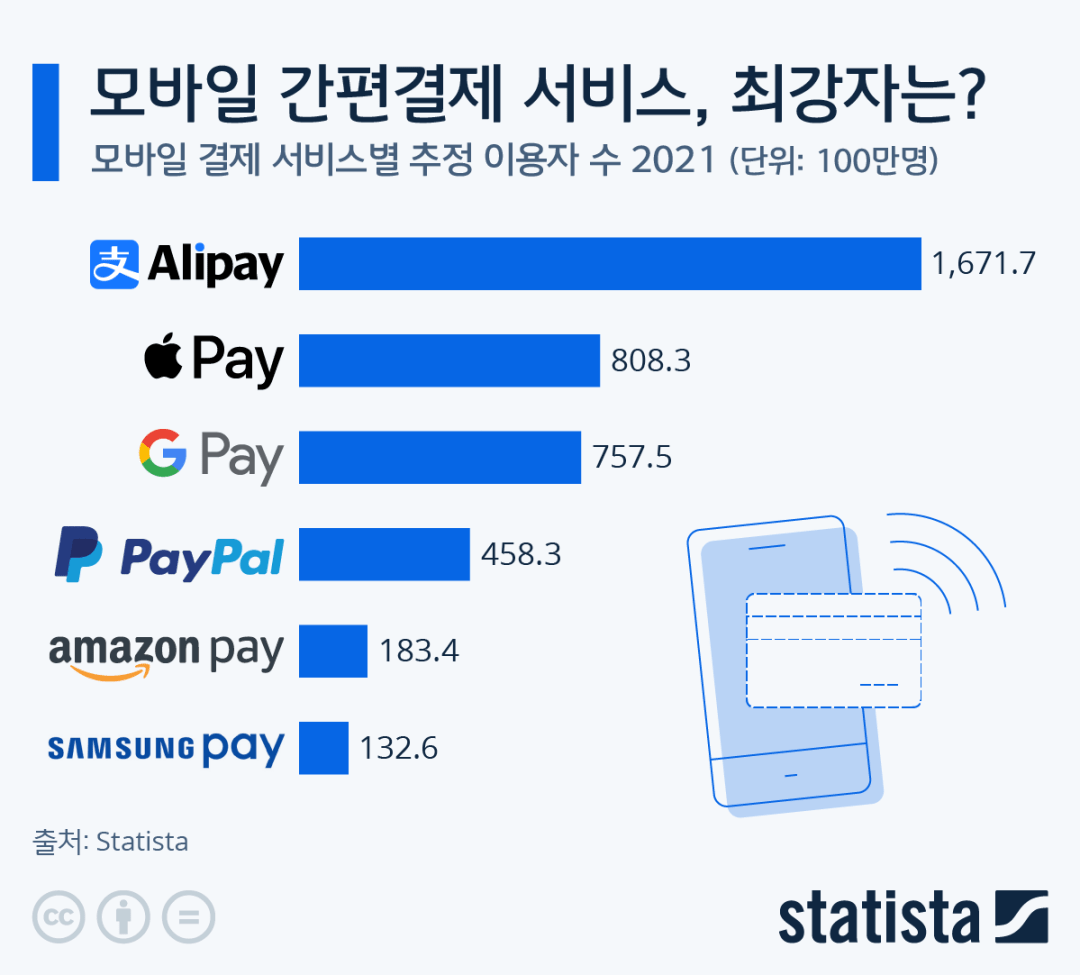 모바일 간편결제 서비스, 최강자는?
모바일 결제 서비스별 추정 이용자 수 2021 (단위: 100만명)
支 Alipay 1,671.7
Pay 808.3
G Pay 757.5
PayPal 458.3
amazon pay 183.4
SAMSUNG pay 132.6
출처: Statista
cc
statista